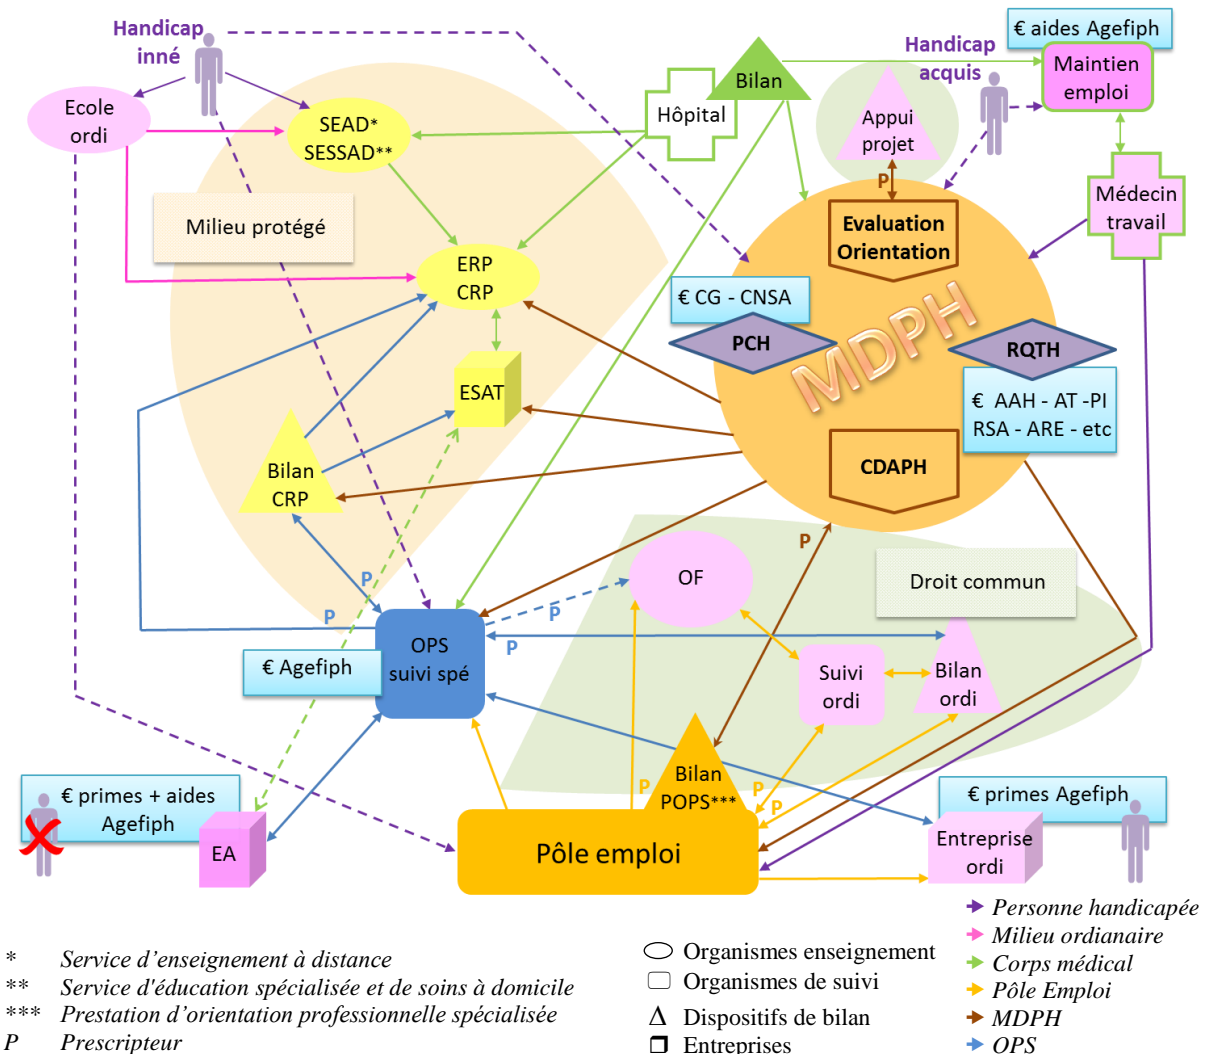 Handicap
inné
Handicap
acquis
€ aides Agefiph
Maintien
emploi
Ecole
ordi
SEAD*
SESSAD**
Hôpital
Bilan
Appui
projet
P
Médecin
travail
Milieu protégé
Evaluation
Orientation
ERP
CRP
€ CG - CNSA
PCH
MDPH
RQTH
€ AAH - AT -PI
RSA - ARE - etc
ESAT
CDAPH
Bilan
CRP
P
P
P
OF
Droit commun
P
P
OPS
suivi spé
€ Agefiph
Suivi
ordi
Bilan
ordi
Bilan
POPS***
P
P
P
€ primes + aides
Agefiph
EA
Pôle emploi
€ primes Agefiph
Entreprise
ordi
* Service d'enseignement à distance
** Service d'éducation spécialisée et de soins à domicile
*** Prestation d'orientation professionnelle spécialisée
P Prescripteur
Organismes enseignement
Organismes de suivi
Dispositifs de bilan
Entreprises
Personne handicapée
Milieu ordianaire
Corps médical
Pôle Emploi
MDPH
OPS